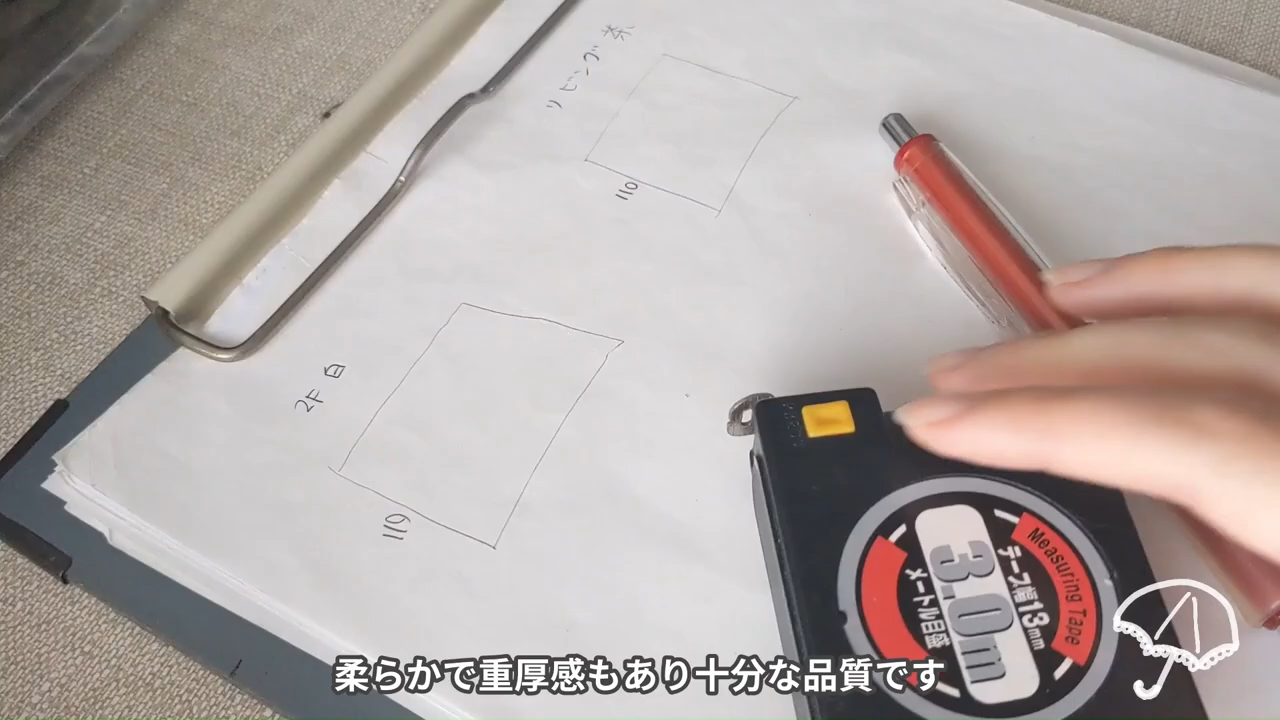 リビング 茶
110
2F 白
110
Measuring Tape
テープ幅13mm
3.0m
メートル目盛
柔らかで重厚感もあり十分な品質です